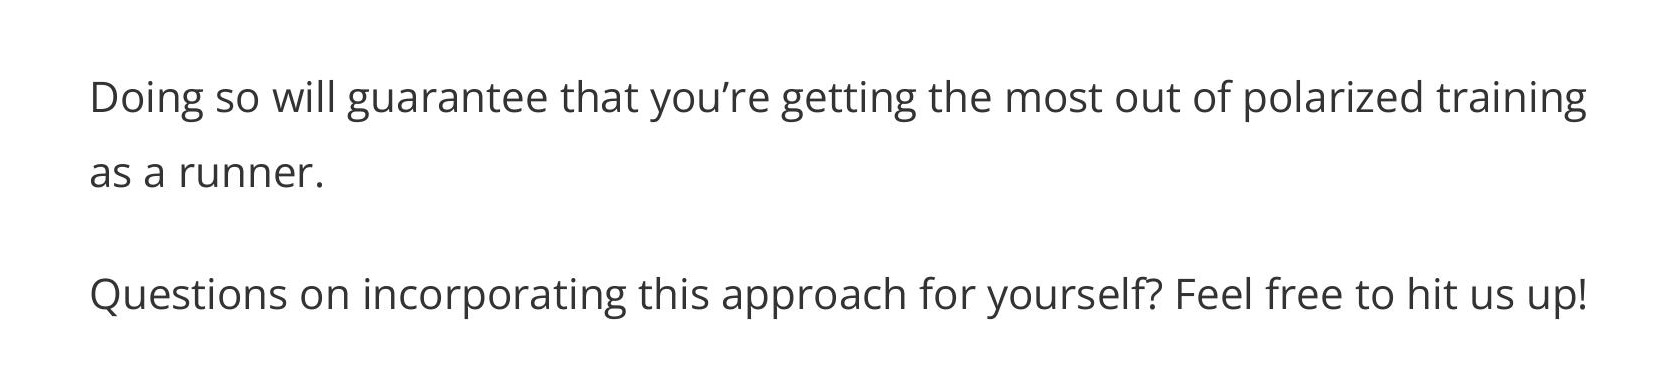 Doing so will guarantee that you’re getting the most out of polarized training
as a runner.
Questions on incorporating this approach for yourself? Feel free to hit us up!